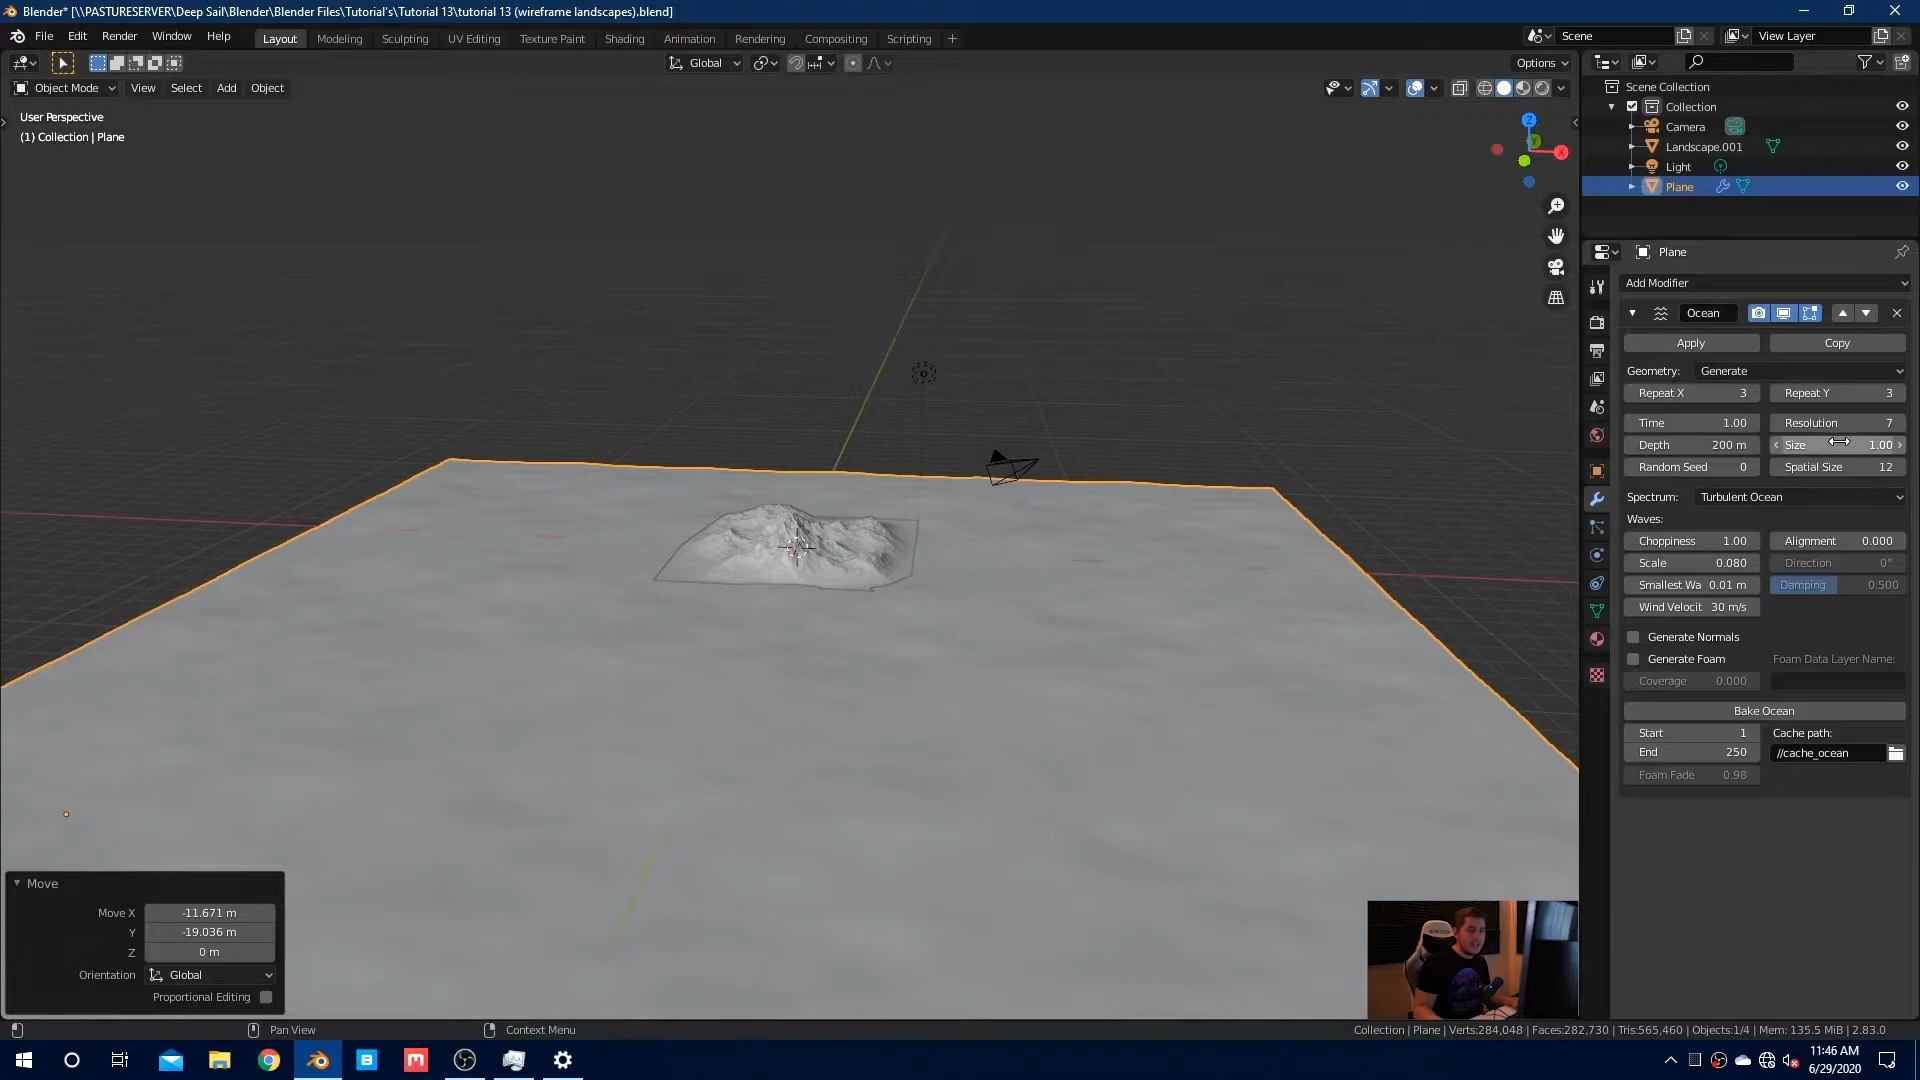 Blender* [\\PASTURESERVER\Deep Sail\Blender\Blender Files\Tutorial's\Tutorial 13\tutorial 13 (wireframe landscapes).blend]
File Edit Render Window Help Layout Modeling Sculpting UV Editing Texture Paint Shading Animation Rendering Compositing Scripting + Scene View Layer
Global Options
Object Mode View Select Add Object
Scene Collection
Collection
Camera
Landscape.001
Light
Plane
User Perspective
(1) Collection | Plane
Z
Y
X
Plane
Add Modifier
Ocean
Apply Copy
Geometry: Generate
Repeat X 3 Repeat Y 3
Time 1.00 Resolution 7
Depth 200 m Size 1.00
Random Seed 0 Spatial Size 12
Spectrum: Turbulent Ocean
Waves:
Choppiness 1.00 Alignment 0.000
Scale 0.080 Direction 0°
Smallest Wa 0.01 m Damping 0.500
Wind Velocit 30 m/s
Generate Normals
Generate Foam Foam Data Layer Name:
Coverage 0.000
Bake Ocean
Start 1 Cache path:
End 250 //cache_ocean
Foam Fade 0.98
Move
Move X -11.671 m
Y -19.036 m
Z 0 m
Orientation Global
Proportional Editing
Pan View Context Menu Collection | Plane | Verts:284,048 | Faces:282,730 | Tris:565,460 | Objects:1/4 | Mem: 135.5 MiB | 2.83.0
11:46 AM
6/29/2020